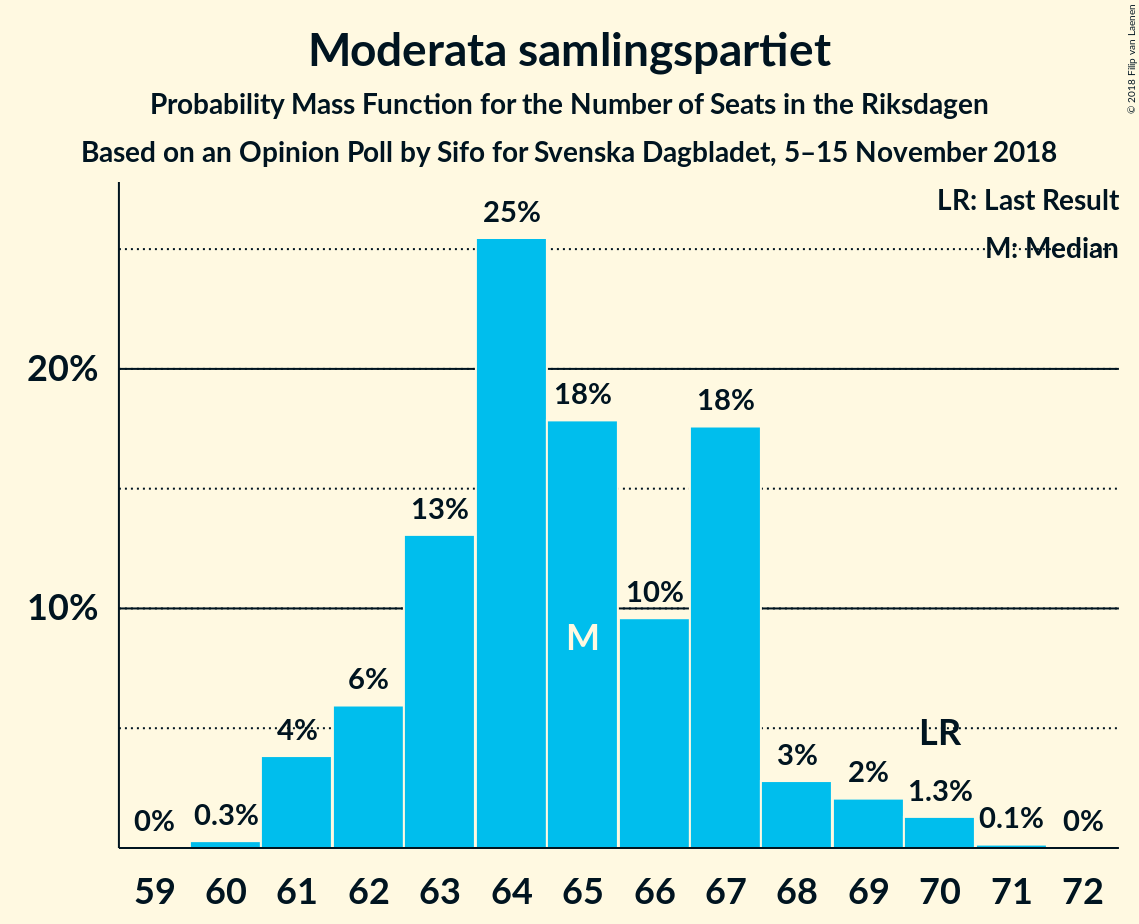 Moderata samlingspartiet
Probability Mass Function for the Number of Seats in the Riksdagen
Based on an Opinion Poll by Sifo for Svenska Dagbladet, 5–15 November 2018
© 2018 Filip van Laenen
LR: Last Result
M: Median
20%
10%
0%
0.3%
4%
6%
13%
25%
18%
10%
18%
3%
2%
1.3%
0.1%
0%
M
LR
59 60 61 62 63 64 65 66 67 68 69 70 71 72